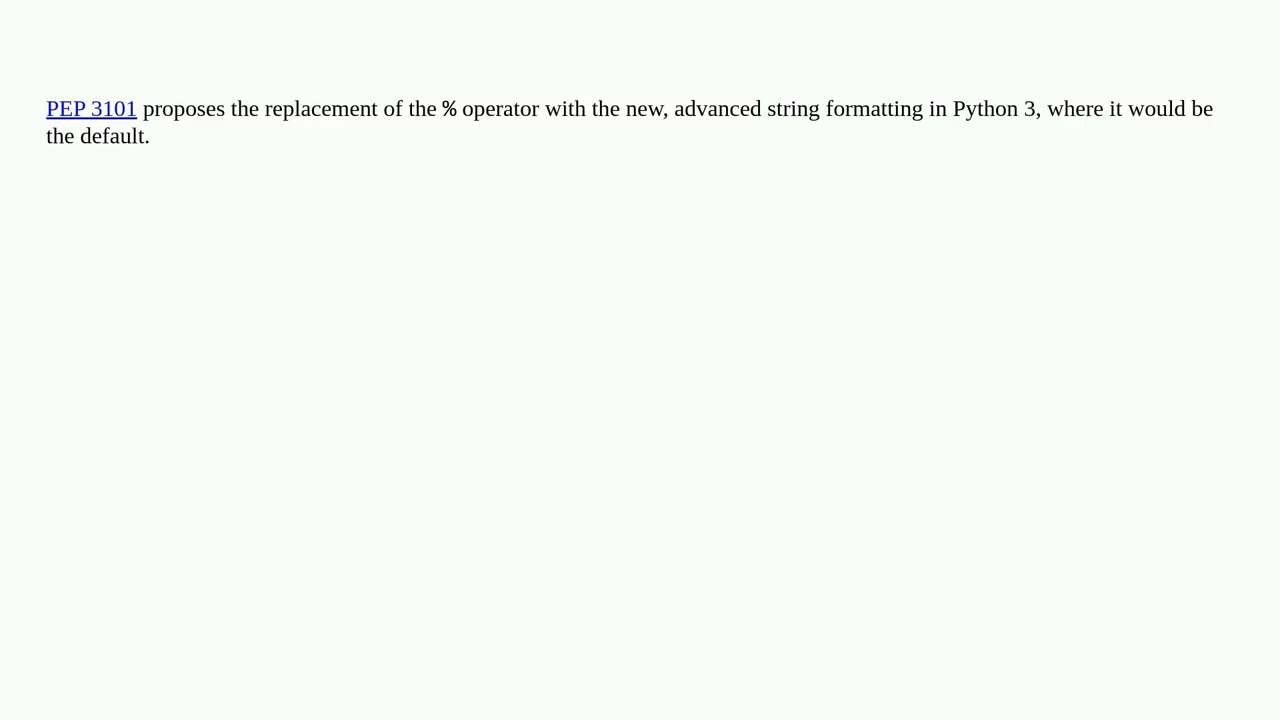 PEP 3101 proposes the replacement of the % operator with the new, advanced string formatting in Python 3, where it would be
the default.